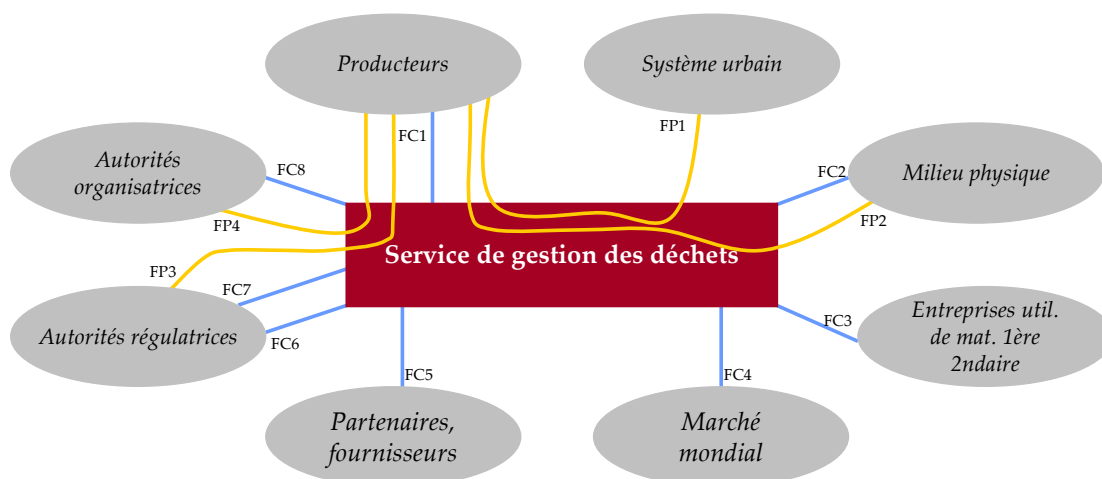 Producteurs
Système urbain
FC1
FP1
Autorités
organisatrices
FC8
FC2
Milieu physique
FP4
FP2
Service de gestion des déchets
FP3
FC7
Autorités régulatrices
FC6
FC3
Entreprises util.
de mat. 1ère
2ndaire
FC5
FC4
Partenaires,
fournisseurs
Marché
mondial